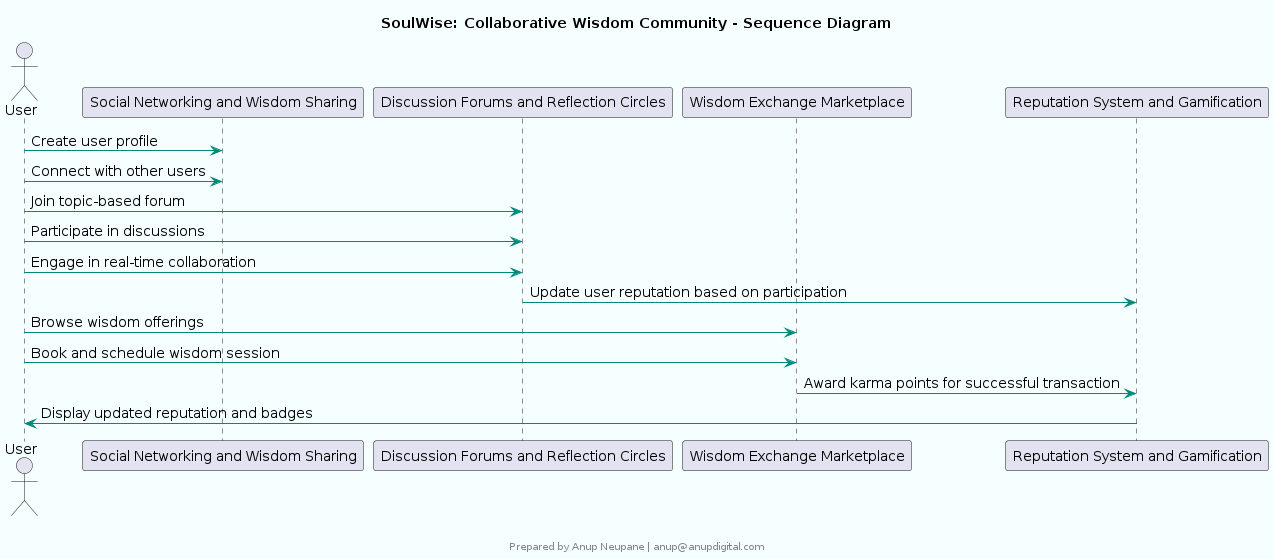 SoulWise: Collaborative Wisdom Community - Sequence Diagram
User
Social Networking and Wisdom Sharing
Discussion Forums and Reflection Circles
Wisdom Exchange Marketplace
Reputation System and Gamification
Create user profile
Connect with other users
Join topic-based forum
Participate in discussions
Engage in real-time collaboration
Update user reputation based on participation
Browse wisdom offerings
Book and schedule wisdom session
Award karma points for successful transaction
Display updated reputation and badges
User
Social Networking and Wisdom Sharing
Discussion Forums and Reflection Circles
Wisdom Exchange Marketplace
Reputation System and Gamification
Prepared by Anup Neupane | anup@anupdigital.com